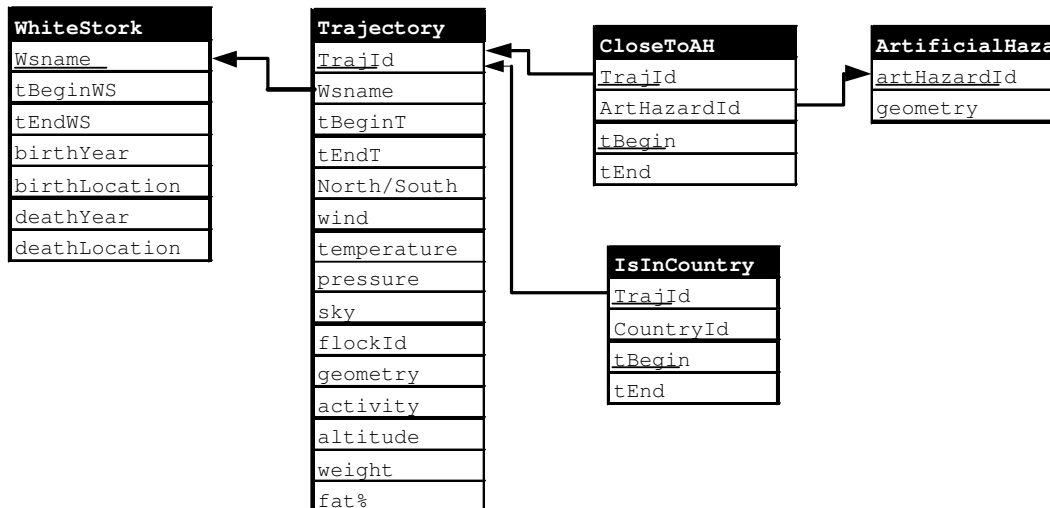 WhiteStork
Wsname
tBeginWS
tEndWS
birthYear
birthLocation
deathYear
deathLocation
Trajectory
TrajId
Wsname
tBeginT
tEndT
North/South
wind
temperature
pressure
sky
flockId
geometry
activity
altitude
weight
fat%
CloseToAH
TrajId
ArtHazardId
tBegin
tEnd
ArtificialHaza
artHazardId
geometry
IsInCountry
TrajId
CountryId
tBegin
tEnd